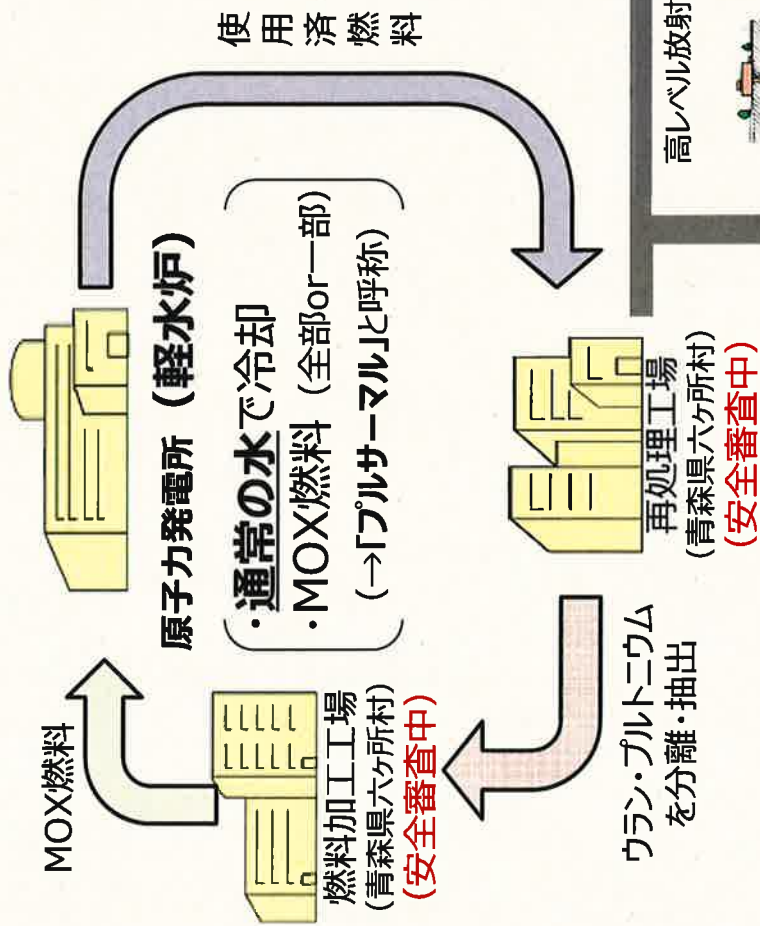 MOX燃料
原子力発電所（軽水炉）
・通常の水で冷却
・MOX燃料（全部or一部）
（→「プルサーマル」と呼称）
使用済燃料
燃料加工工場
（青森県六ヶ所村）
（安全審査中）
ウラン・プルトニウム
を分離・抽出
再処理工場
（青森県六ヶ所村）
（安全審査中）
高レベル放射